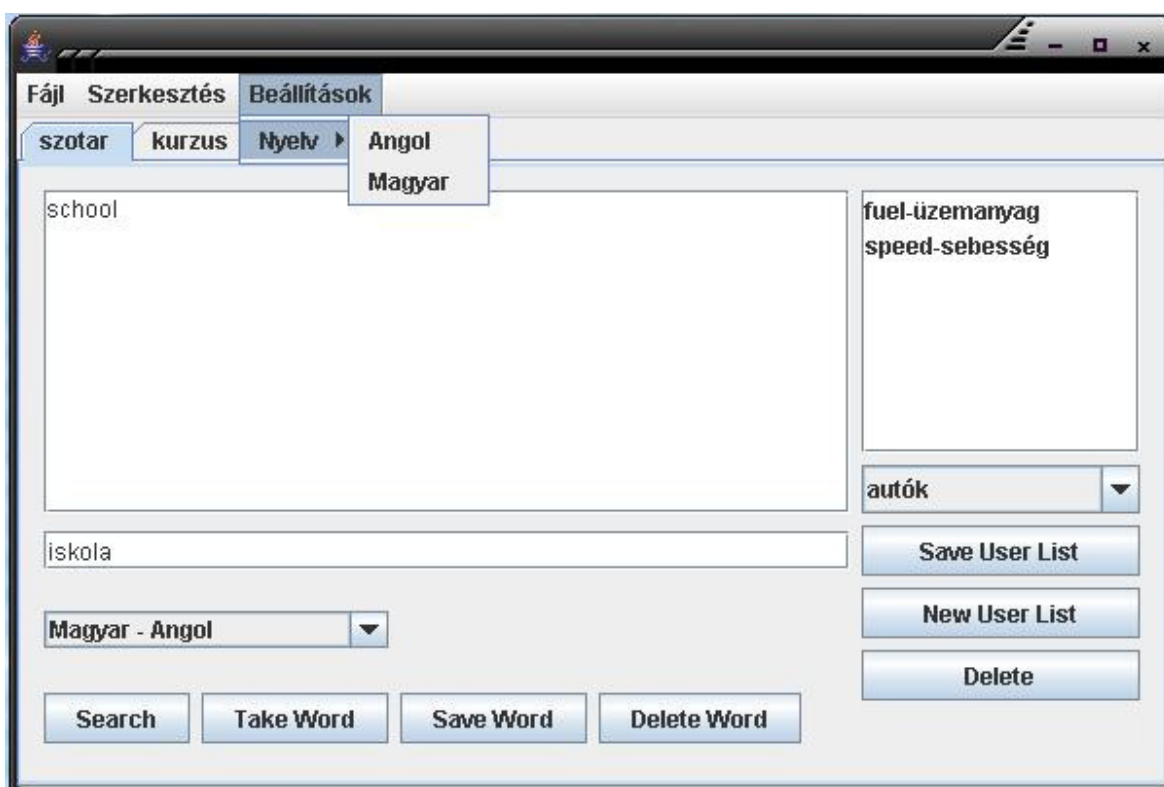 Fájl Szerkesztés Beállítások
szotar kurzus Nyelv Angol
Magyar
school
fuel-üzemanyag
speed-sebesség
autók
iskola
Save User List
New User List
Magyar - Angol
Delete
Search Take Word Save Word Delete Word